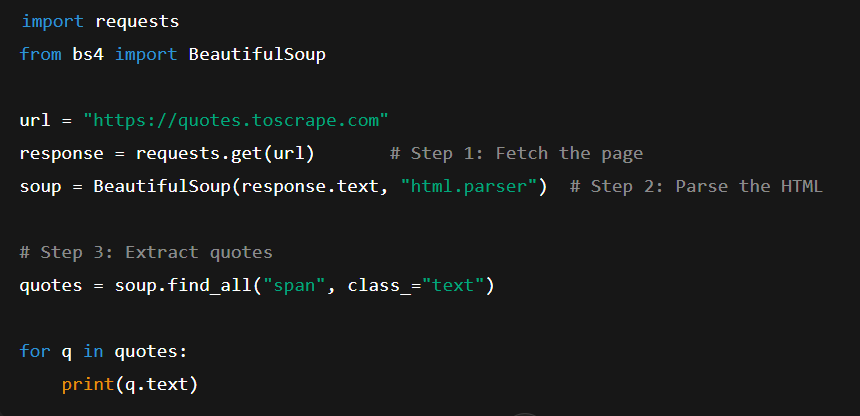 import requests
from bs4 import BeautifulSoup
url = "https://quotes.toscrape.com"
response = requests.get(url)       # Step 1: Fetch the page
soup = BeautifulSoup(response.text, "html.parser")  # Step 2: Parse the HTML
# Step 3: Extract quotes
quotes = soup.find_all("span", class_="text")
for q in quotes:
    print(q.text)